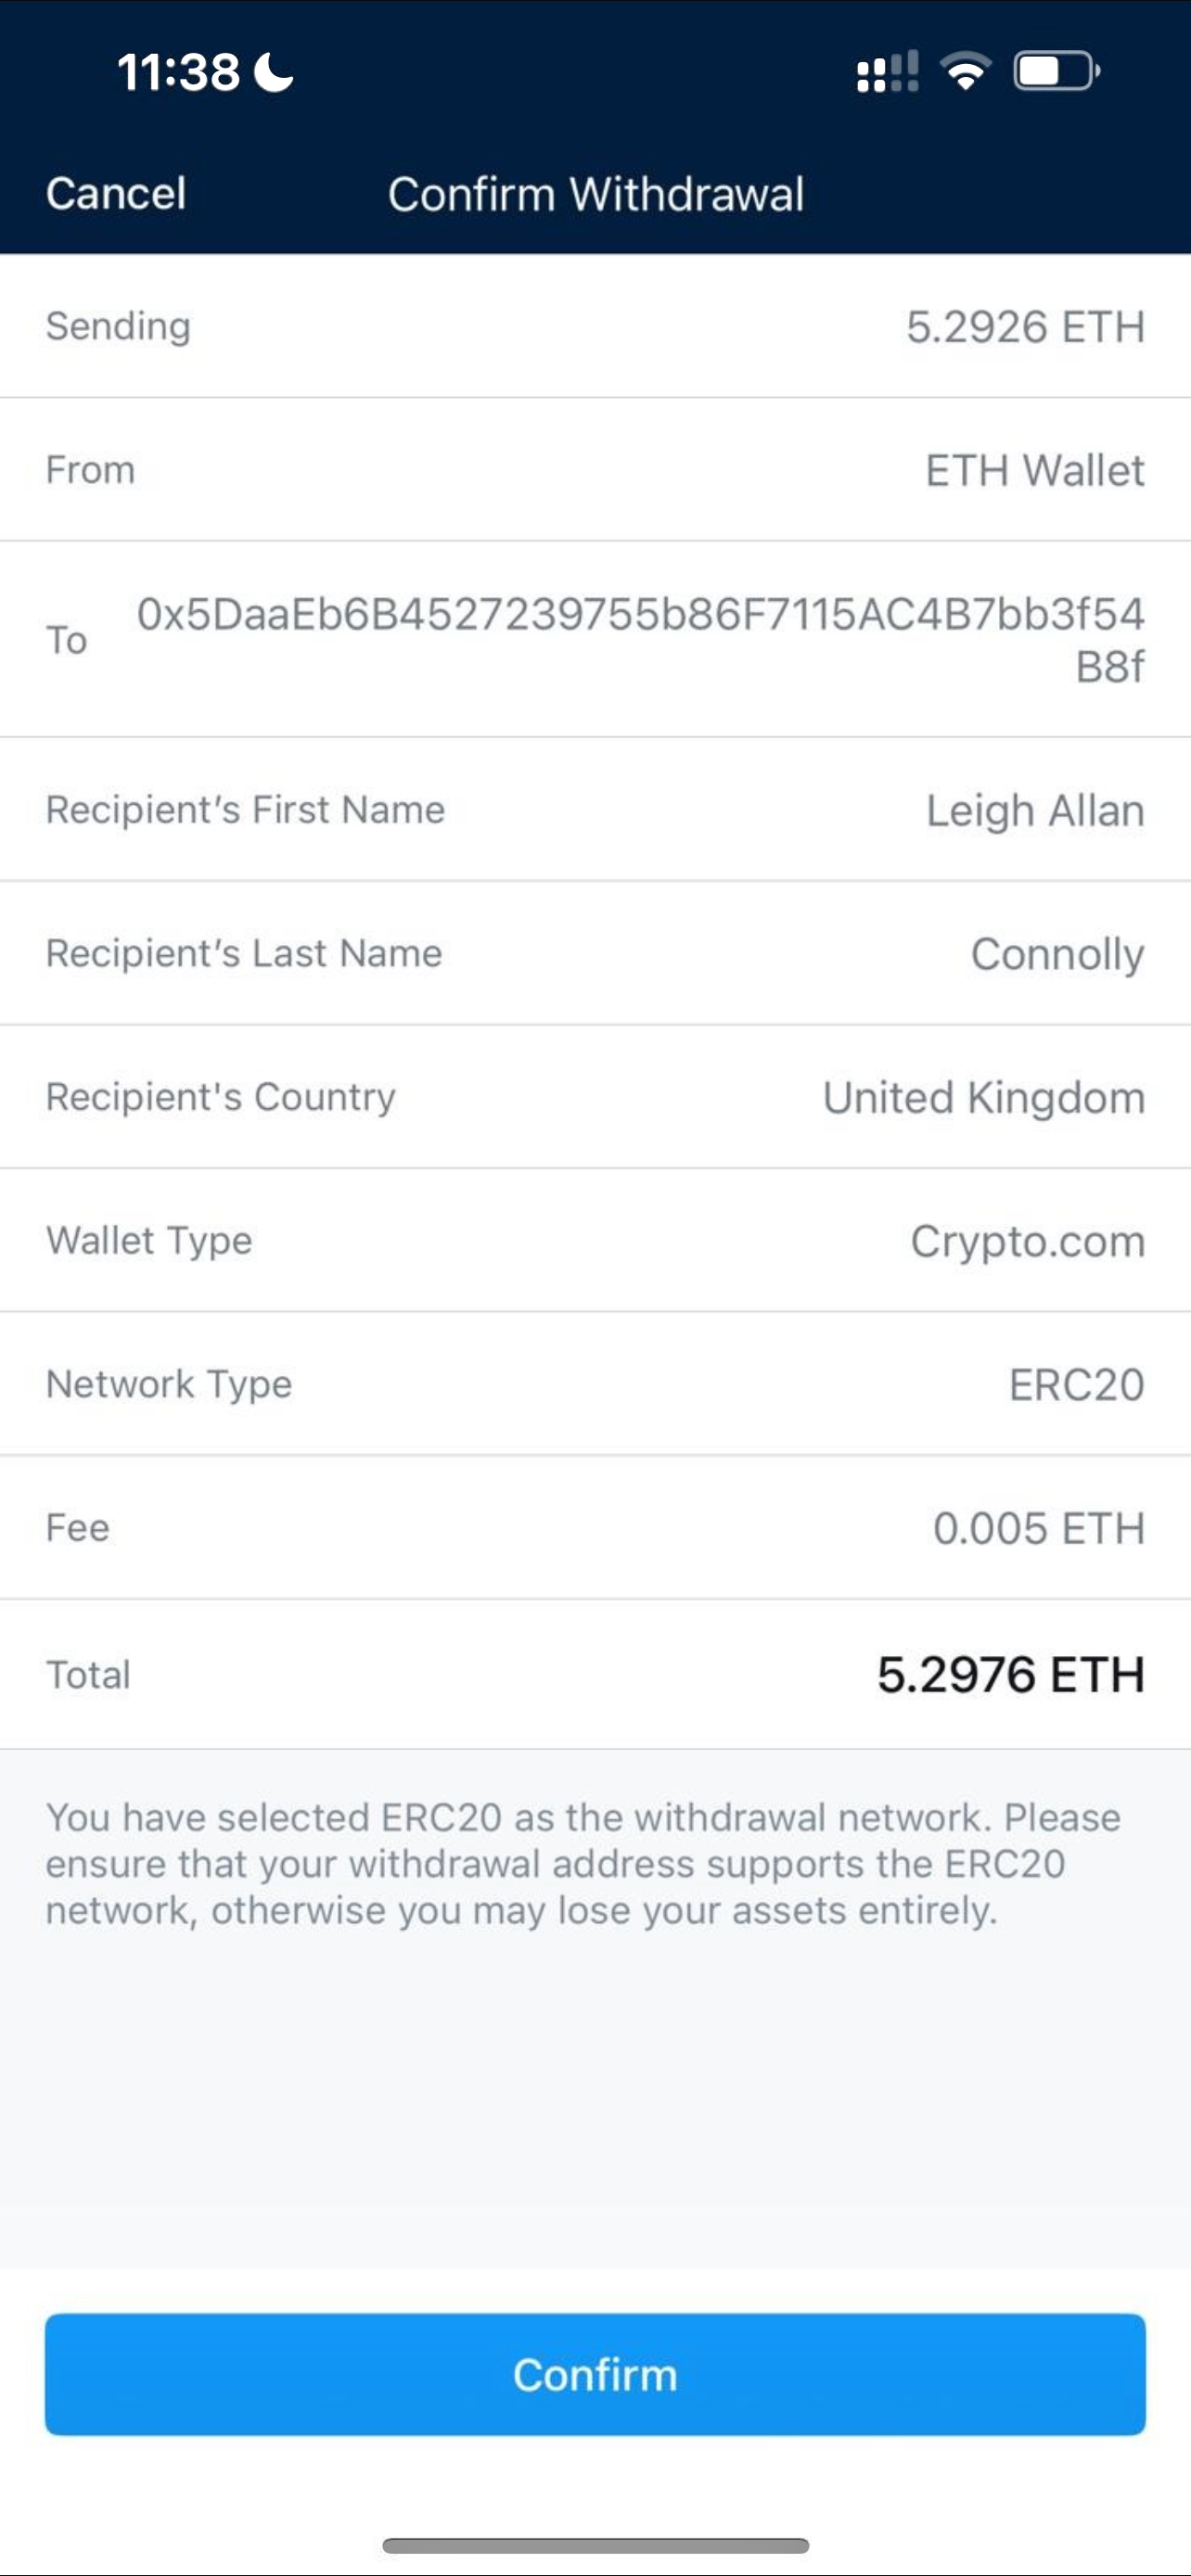 11:38
Cancel
Confirm Withdrawal
Sending
5.2926 ETH
From
ETH Wallet
To
0x5DaaEb6B4527239755b86F7115AC4B7bb3f54
B8f
Recipient’s First Name
Leigh Allan
Recipient’s Last Name
Connolly
Recipient's Country
United Kingdom
Wallet Type
Crypto.com
Network Type
ERC20
Fee
0.005 ETH
Total
5.2976 ETH
You have selected ERC20 as the withdrawal network. Please
ensure that your withdrawal address supports the ERC20
network, otherwise you may lose your assets entirely.
Confirm